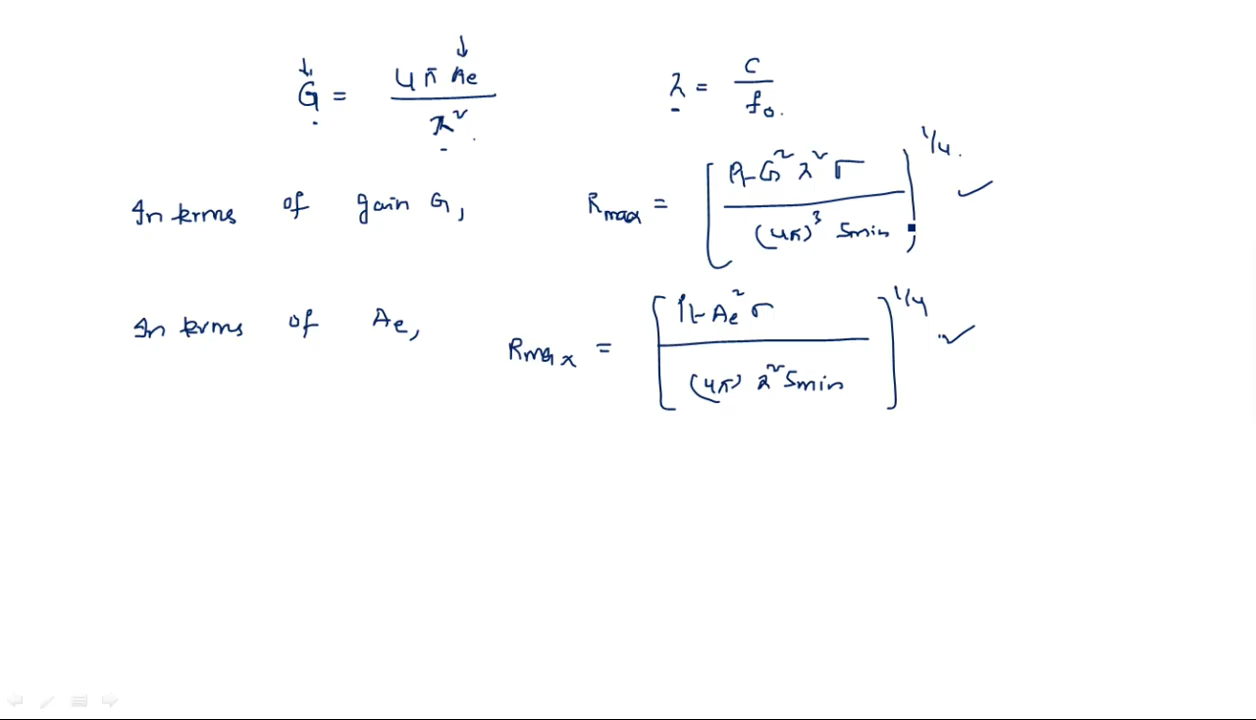 G = 4π Ae / λ²
λ = c / f₀.
In terms of gain G, Rmax = [ Pt G² λ² σ / (4π)³ Smin ]^1/4.
In terms of Ae, Rmax = [ Pt Ae² σ / (4π) λ² Smin ]^1/4